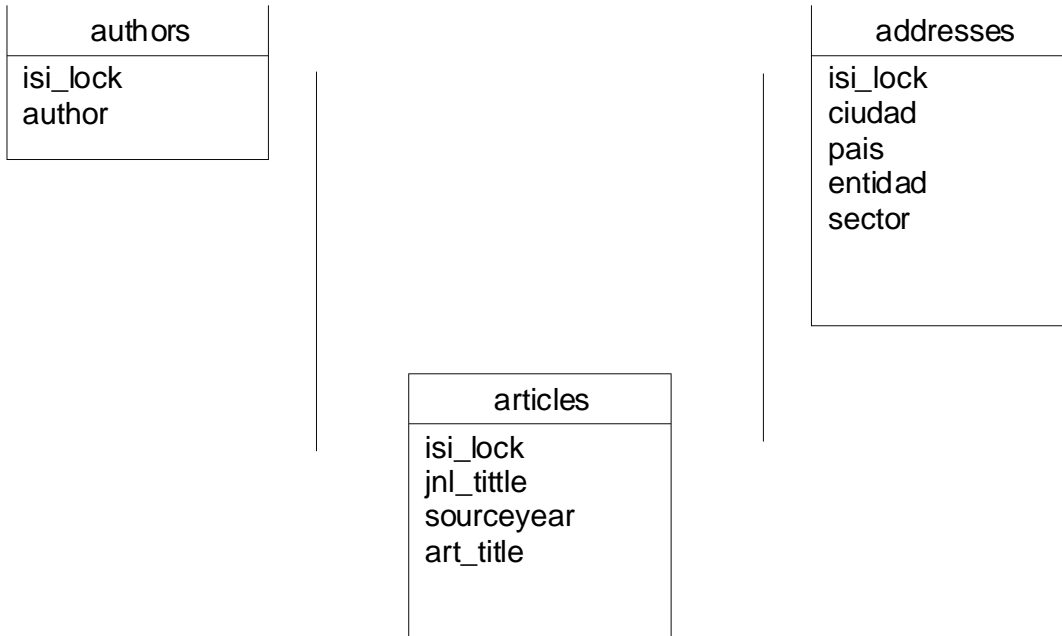 authors
isi_lock
author
addresses
isi_lock
ciudad
pais
entidad
sector
articles
isi_lock
jnl_tittle
sourceyear
art_title